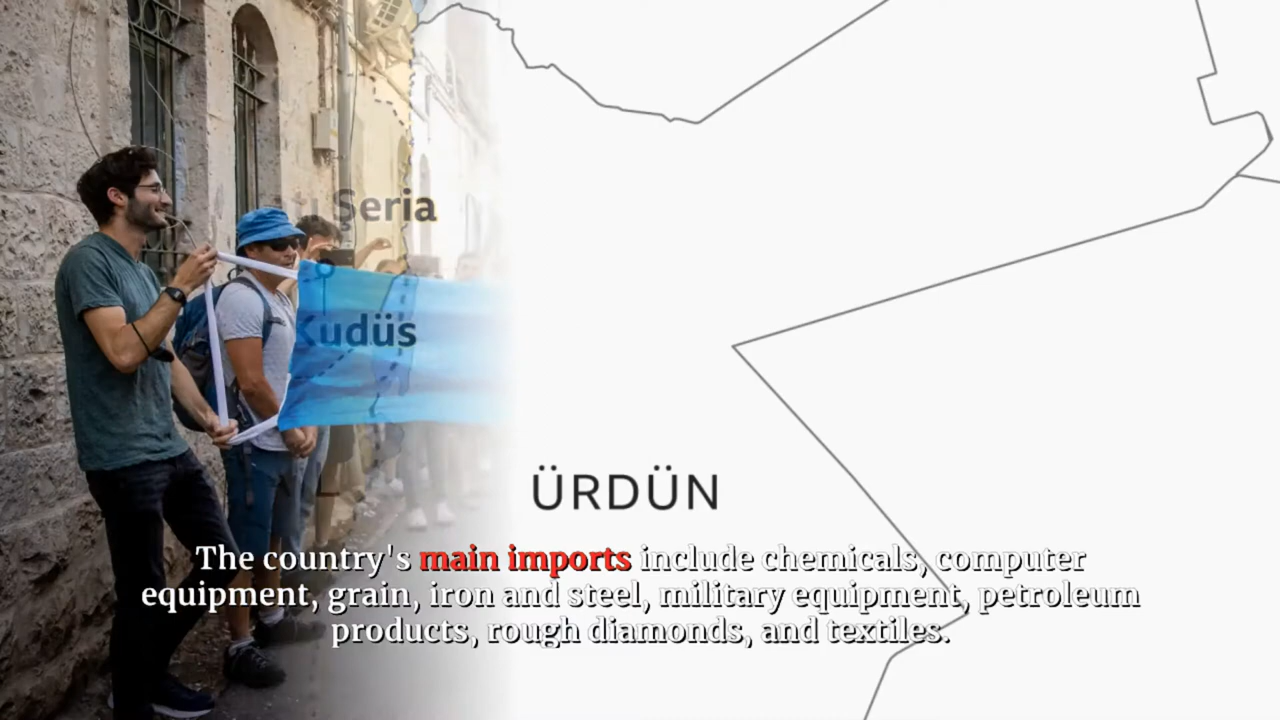 Şeria
Kudüs
ÜRDÜN
The country's main imports include chemicals, computer
equipment, grain, iron and steel, military equipment, petroleum
products, rough diamonds, and textiles.